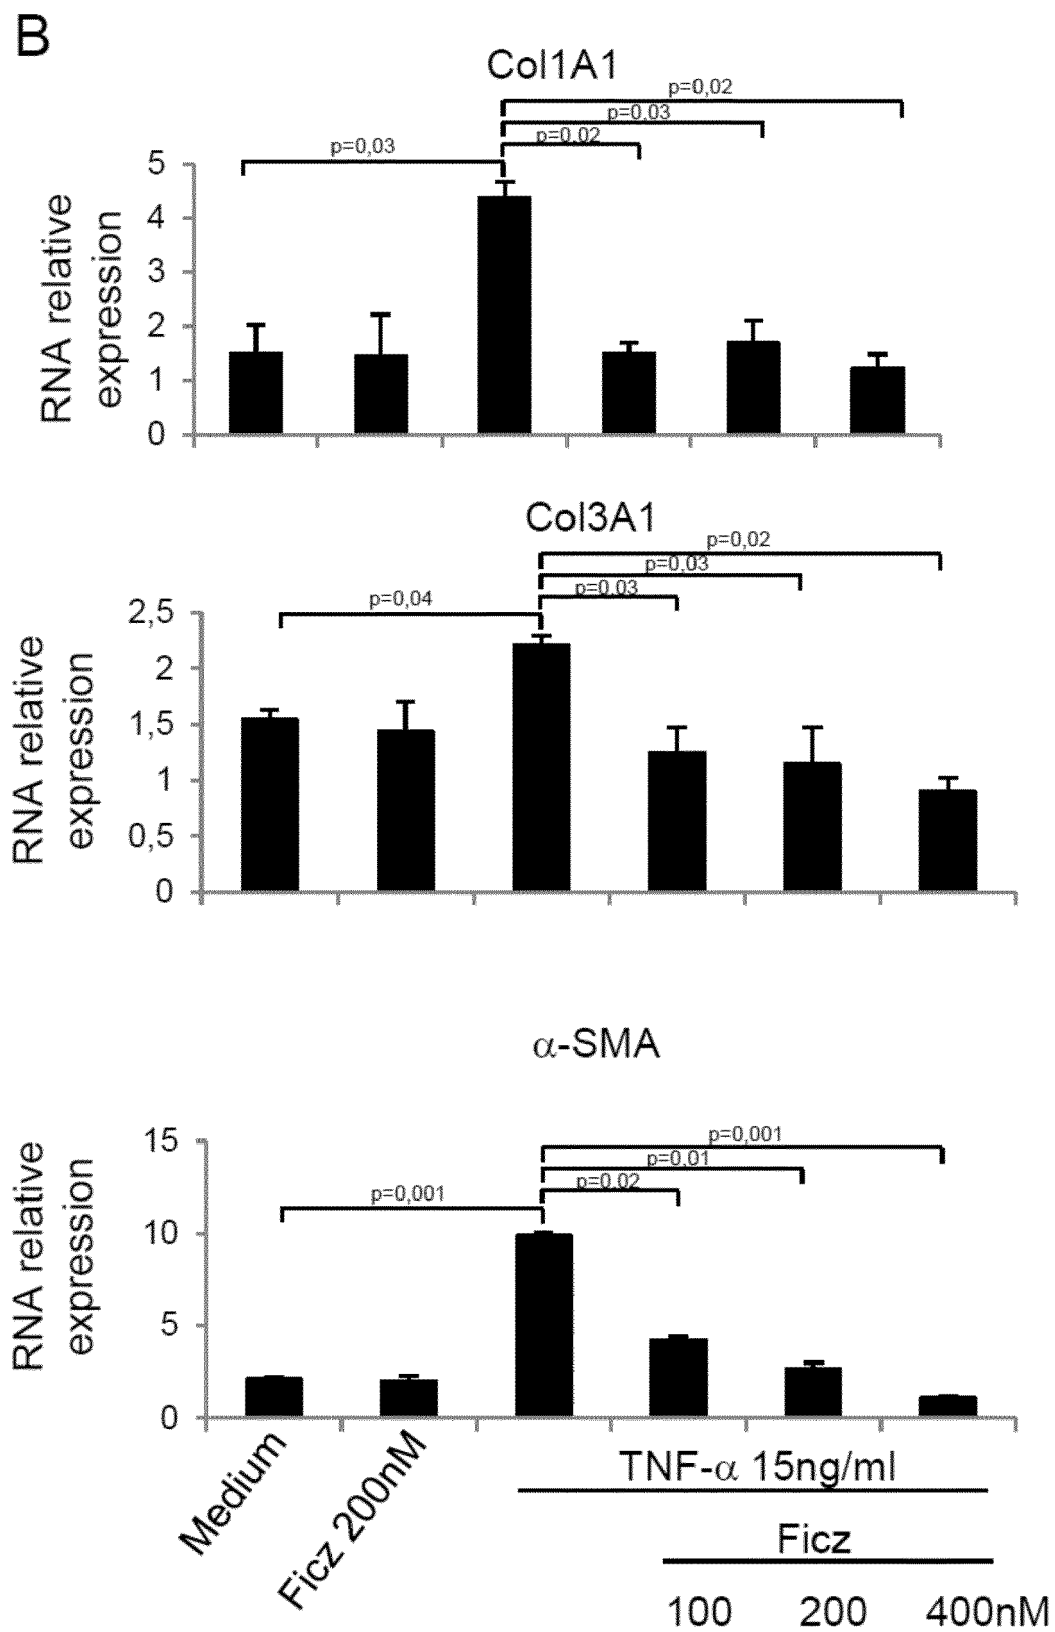 B
Col1A1
p=0,02
p=0,03
p=0,02
p=0,03
RNA relative
expression
5
4
3
2
1
0
Col3A1
p=0,02
p=0,03
p=0,03
p=0,04
RNA relative
expression
2,5
2
1,5
1
0,5
0
α-SMA
p=0,001
p=0,01
p=0,02
p=0,001
RNA relative
expression
15
10
5
0
Medium
Ficz 200nM
TNF-α 15ng/ml
Ficz
100 200 400nM